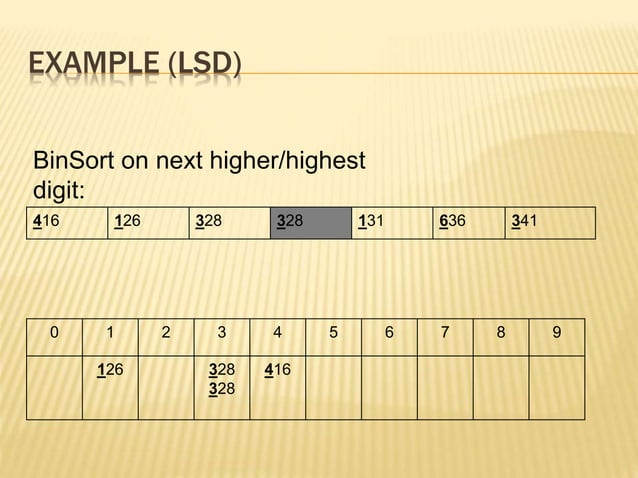 EXAMPLE (LSD)
BinSort on next higher/highest
digit:
416 126 328 328 131 636 341
0 1 2 3 4 5 6 7 8 9
126 328 416
328